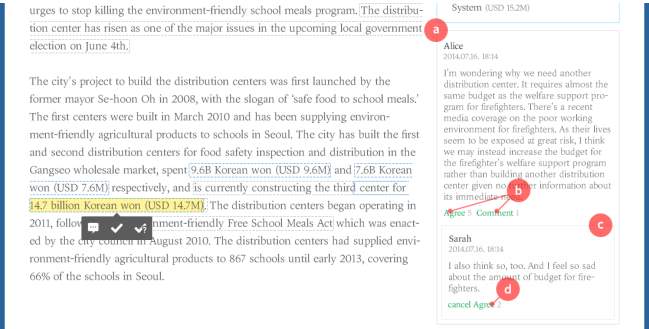 urges to stop killing the environment-friendly school meals program. The distribu-
tion center has risen as one of the major issues in the upcoming local government
election on June 4th.
The city's project to build the distribution centers was first launched by the
former mayor Se-hoon Oh in 2008, with the slogan of 'safe food to school meals.'
The first centers were built in March 2010 and has been supplying environ-
ment-friendly agricultural products to schools in Seoul. The city has built the first
and second distribution centers for food safety inspection and distribution in the
Gangseo wholesale market, spent 9.6B Korean won (USD 9.6M) and 7.6B Korean
won (USD 7.6M) respectively, and is currently constructing the third center for
14.7 billion Korean won (USD 14.7M). The distribution centers began operating in
2011, follow nment-friendly Free School Meals Act which was enact-
ed by the city council in August 2010. The distribution centers had supplied envi-
ronment-friendly agricultural products to 867 schools until early 2013, covering
66% of the schools in Seoul.
System (USD 15.2M)
a
Alice
2014.07.16. 18:14
I'm wondering why we need another
distribution center. It requires almost the
same budget as the welfare support pro-
gram for firefighters. There's a recent
media coverage on the poor working
environment for firefighters. As their lives
seem to be exposed at great risk, I think
we may instead increase the budget for
the firefighter's welfare support program
rather than building another distribution
center given no further information about
its immediate need.
b
Agree 5 Comment 1
c
Sarah
2014.07.16. 18:14
I also think so, too. And I feel so sad
about the amount of budget for fire-
fighters.
d
cancel Agree 2